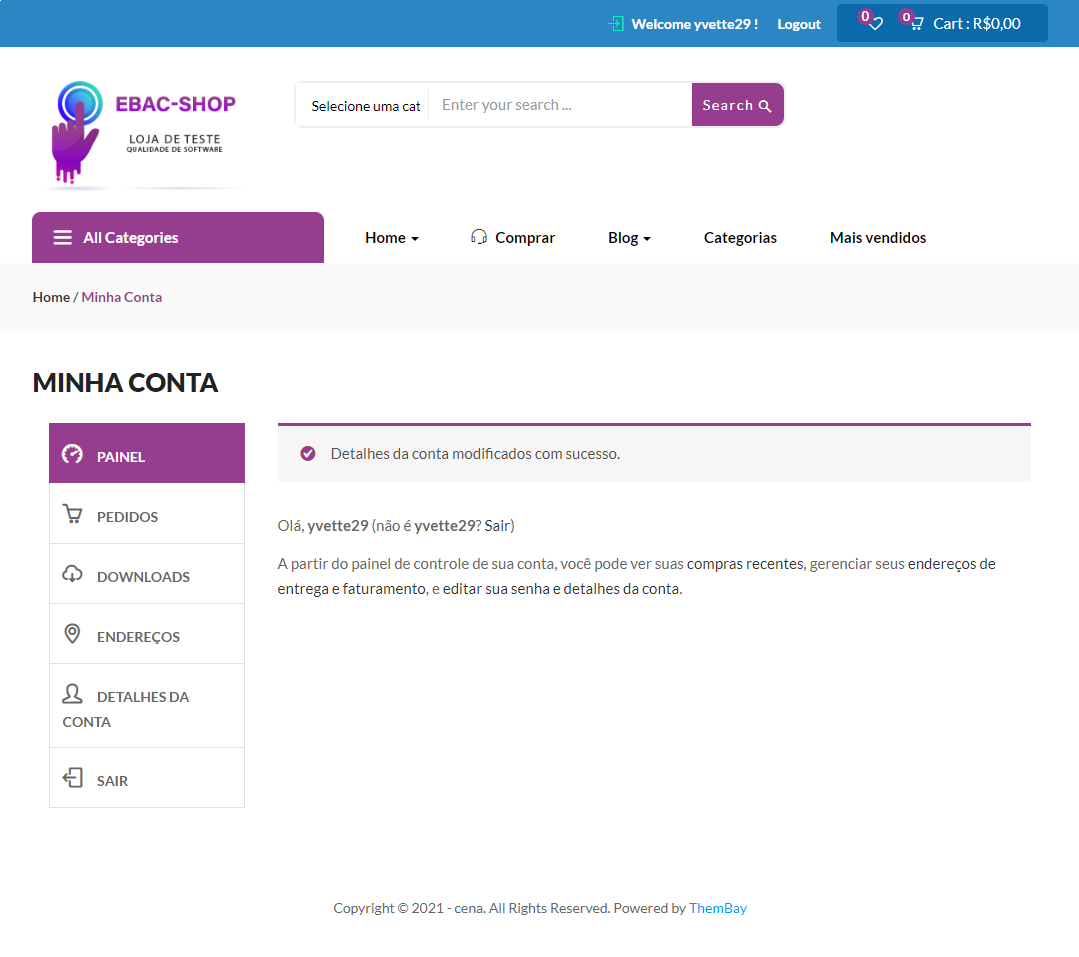 Welcome yvette29 ! Logout 0 0 Cart : R$0,00
EBAC-SHOP
LOJA DE TESTE
QUALIDADE DE SOFTWARE
Selecione uma cat Enter your search ... Search
All Categories Home Comprar Blog Categorias Mais vendidos
Home / Minha Conta
MINHA CONTA
PAINEL
PEDIDOS
DOWNLOADS
ENDEREÇOS
DETALHES DA
CONTA
SAIR
Detalhes da conta modificados com sucesso.
Olá, yvette29 (não é yvette29? Sair)
A partir do painel de controle de sua conta, você pode ver suas compras recentes, gerenciar seus endereços de
entrega e faturamento, e editar sua senha e detalhes da conta.
Copyright © 2021 - cena. All Rights Reserved. Powered by ThemBay